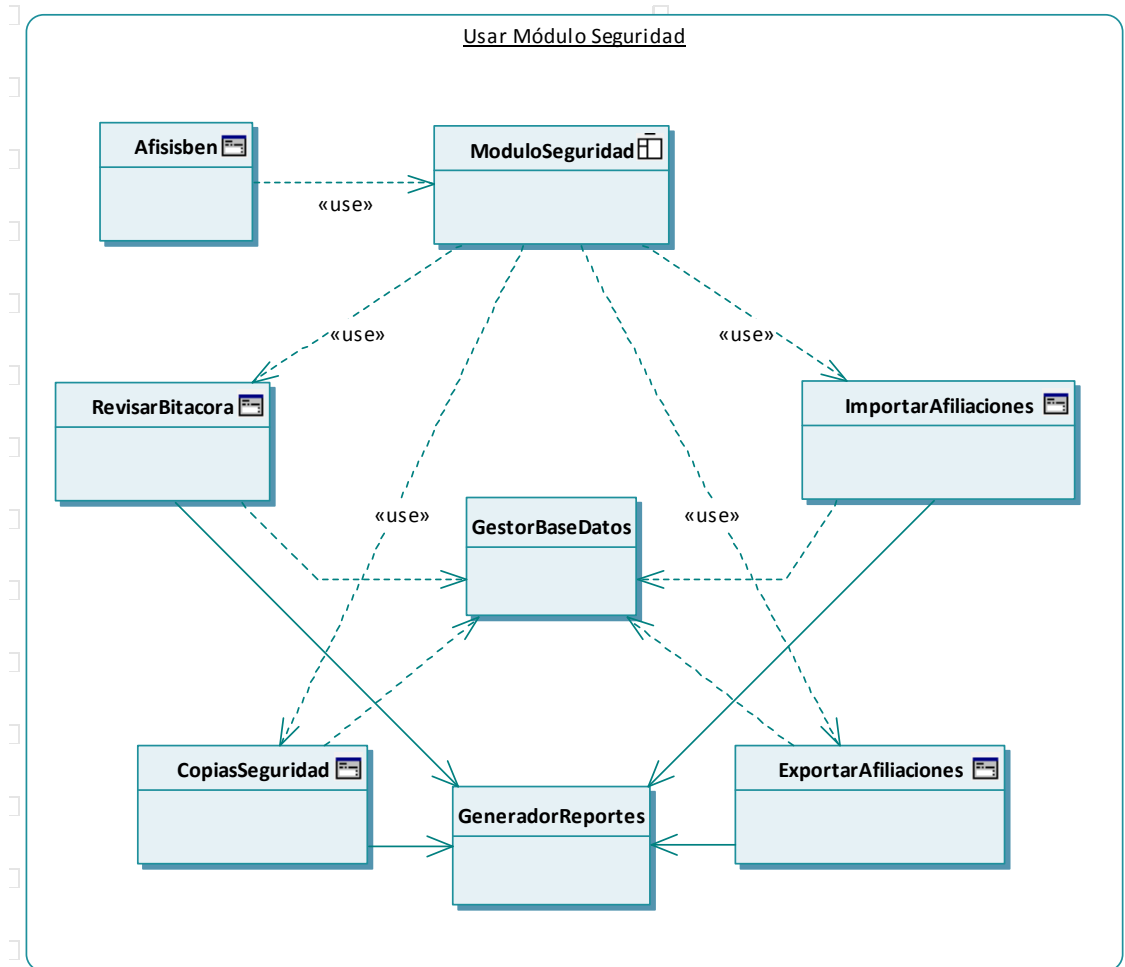 Usar Módulo Seguridad
Afisisben
ModuloSeguridad
«use»
«use»
«use»
RevisarBitacora
ImportarAfiliaciones
«use»
«use»
GestorBaseDatos
CopiasSeguridad
ExportarAfiliaciones
GeneradorReportes